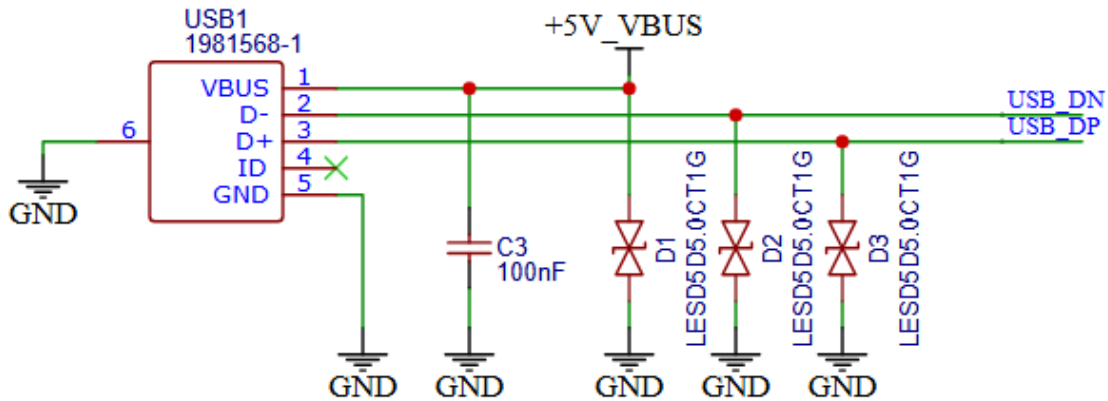 USB1
1981568-1
+5V_VBUS
VBUS 1
D- 2
D+ 3
ID 4
GND 5
6
USB_DN
USB_DP
GND
C3
100nF
D1
LESD5D5.0CT1G
D2
LESD5D5.0CT1G
D3
LESD5D5.0CT1G
GND
GND
GND
GND
GND